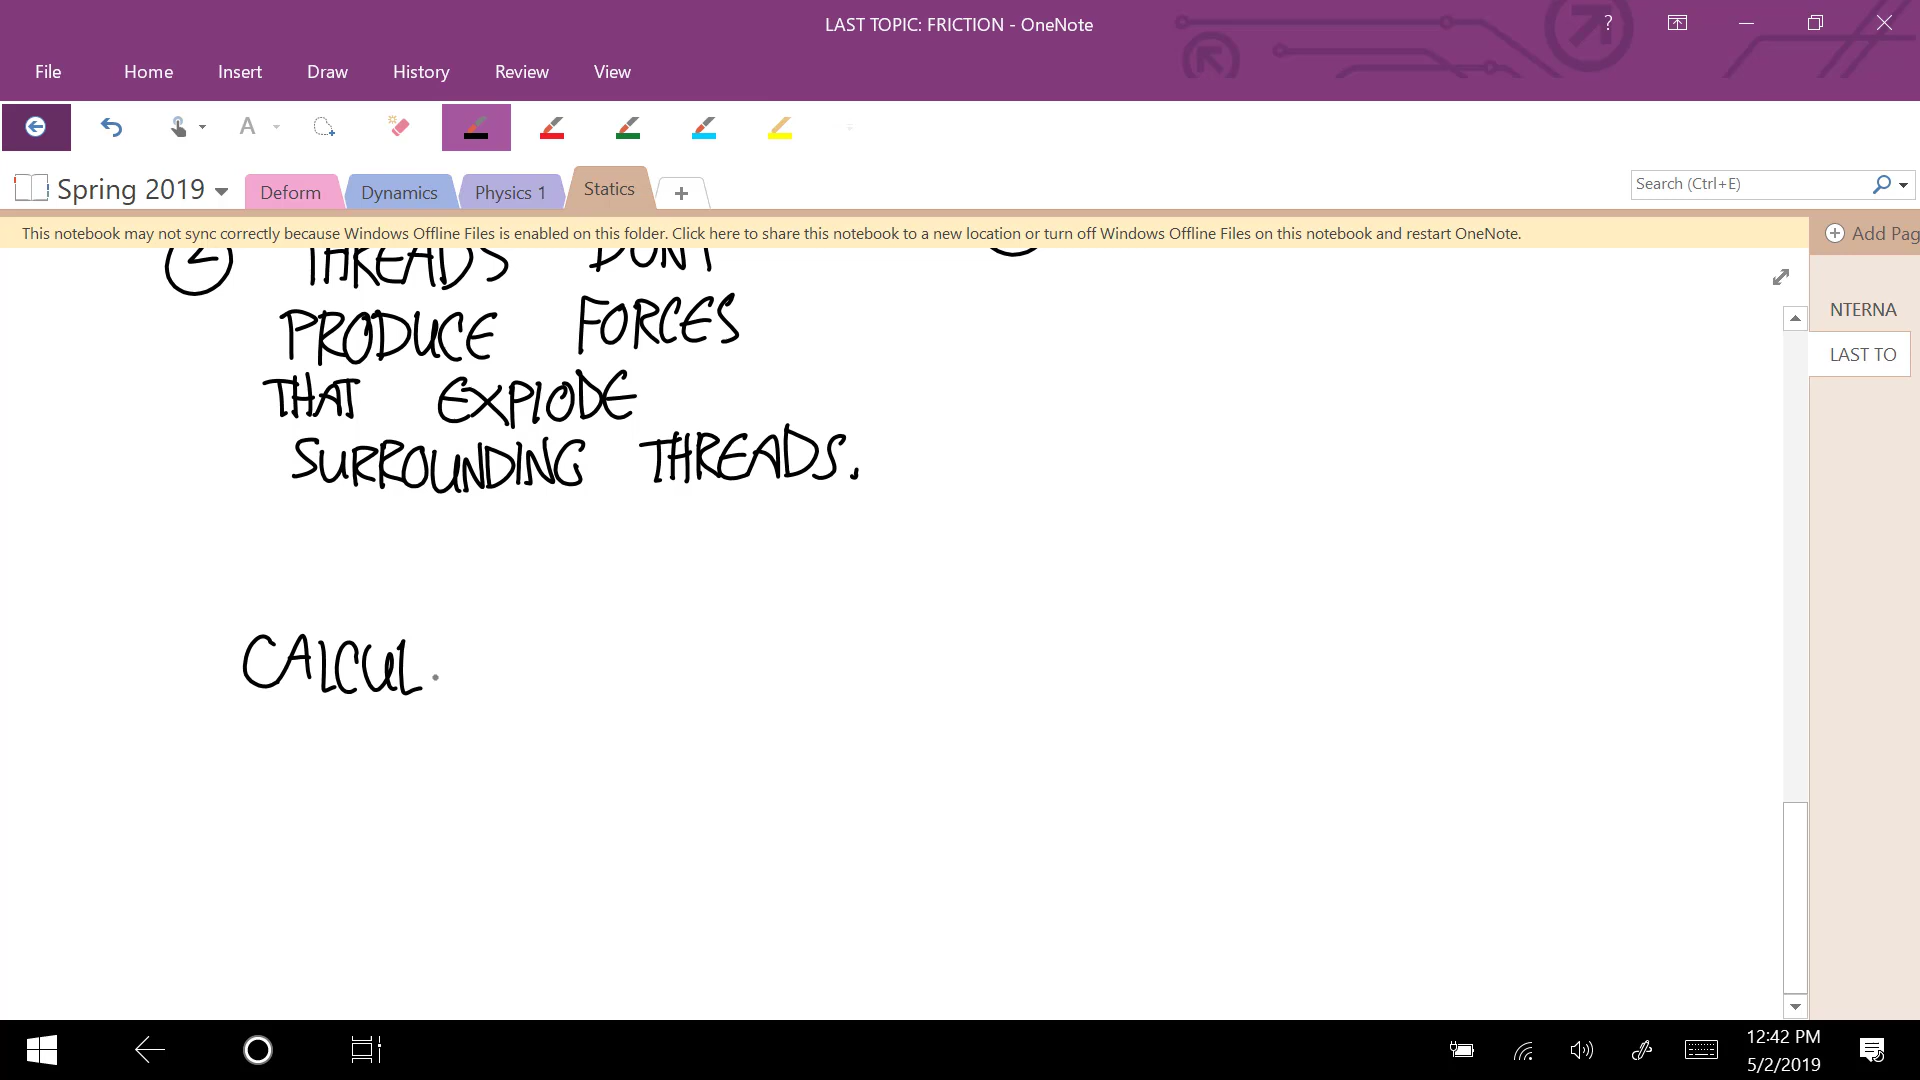 LAST TOPIC: FRICTION - OneNote
?
File Home Insert Draw History Review View
A
Spring 2019 Deform Dynamics Physics 1 Statics +
Search (Ctrl+E)
This notebook may not sync correctly because Windows Offline Files is enabled on this folder. Click here to share this notebook to a new location or turn off Windows Offline Files on this notebook and restart OneNote.
Add Pag
NTERNA
LAST TO
2 THREADS DON'T
PRODUCE FORCES
THAT EXPLODE
SURROUNDING THREADS.
CALCUL
12:42 PM
5/2/2019